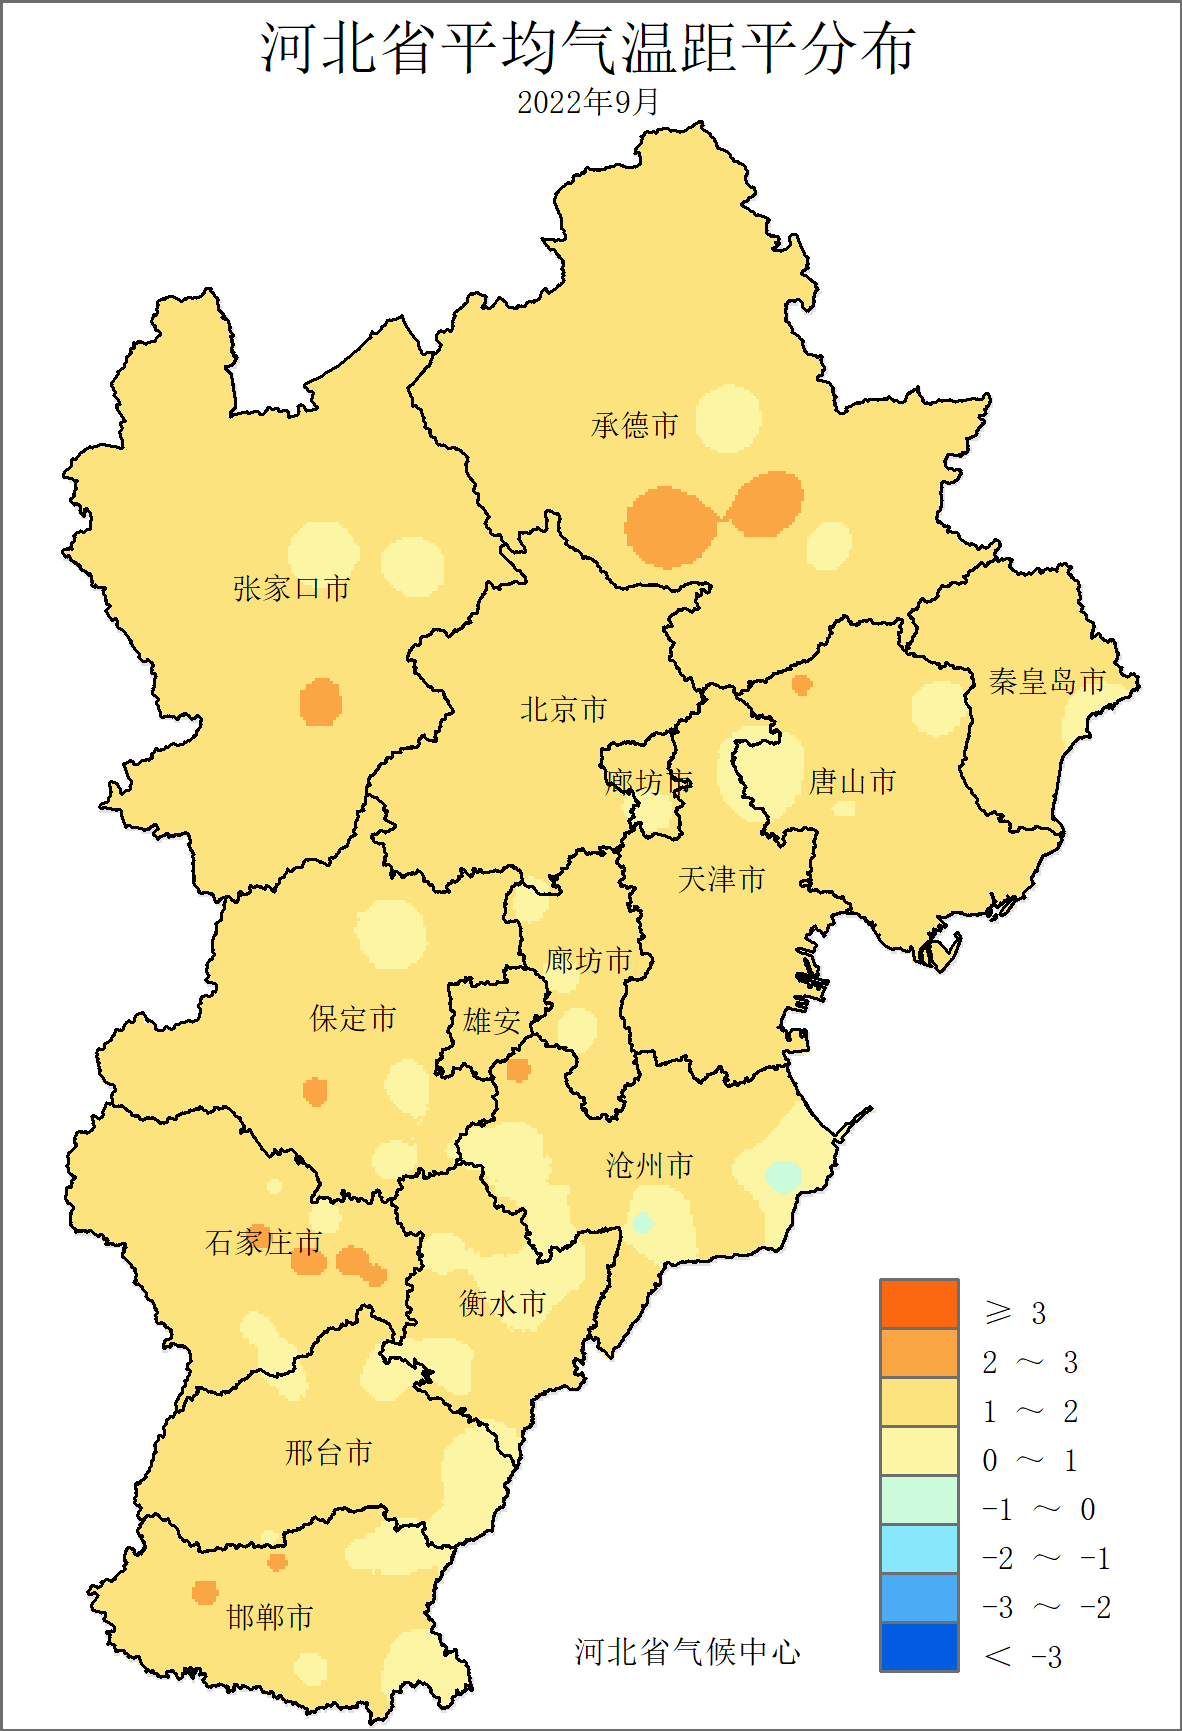 河北省平均气温距平分布
2022年9月
承德市
张家口市
秦皇岛市
北京市
廊坊市
唐山市
天津市
廊坊市
保定市
雄安
沧州市
石家庄市
衡水市
邢台市
邯郸市
河北省气候中心
≥ 3
2 ～ 3
1 ～ 2
0 ～ 1
-1 ～ 0
-2 ～ -1
-3 ～ -2
< -3